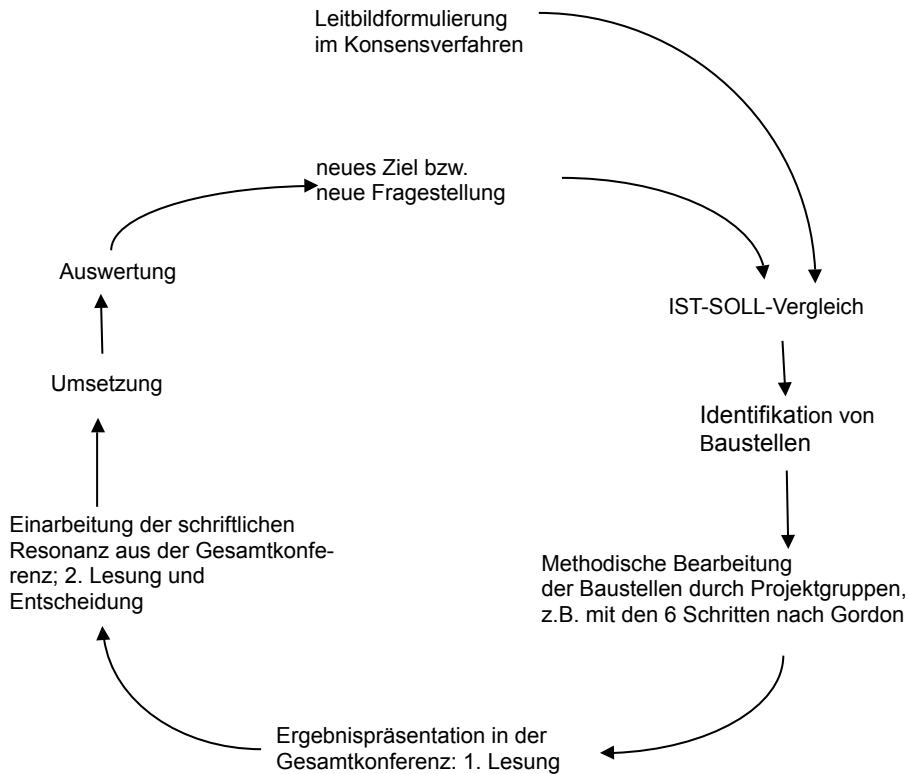 Leitbildformulierung
im Konsensverfahren
neues Ziel bzw.
neue Fragestellung
IST-SOLL-Vergleich
Identifikation von
Baustellen
Methodische Bearbeitung
der Baustellen durch Projektgruppen,
z.B. mit den 6 Schritten nach Gordon
Ergebnispräsentation in der
Gesamtkonferenz: 1. Lesung
Einarbeitung der schriftlichen
Resonanz aus der Gesamtkonfe-
renz; 2. Lesung und
Entscheidung
Umsetzung
Auswertung